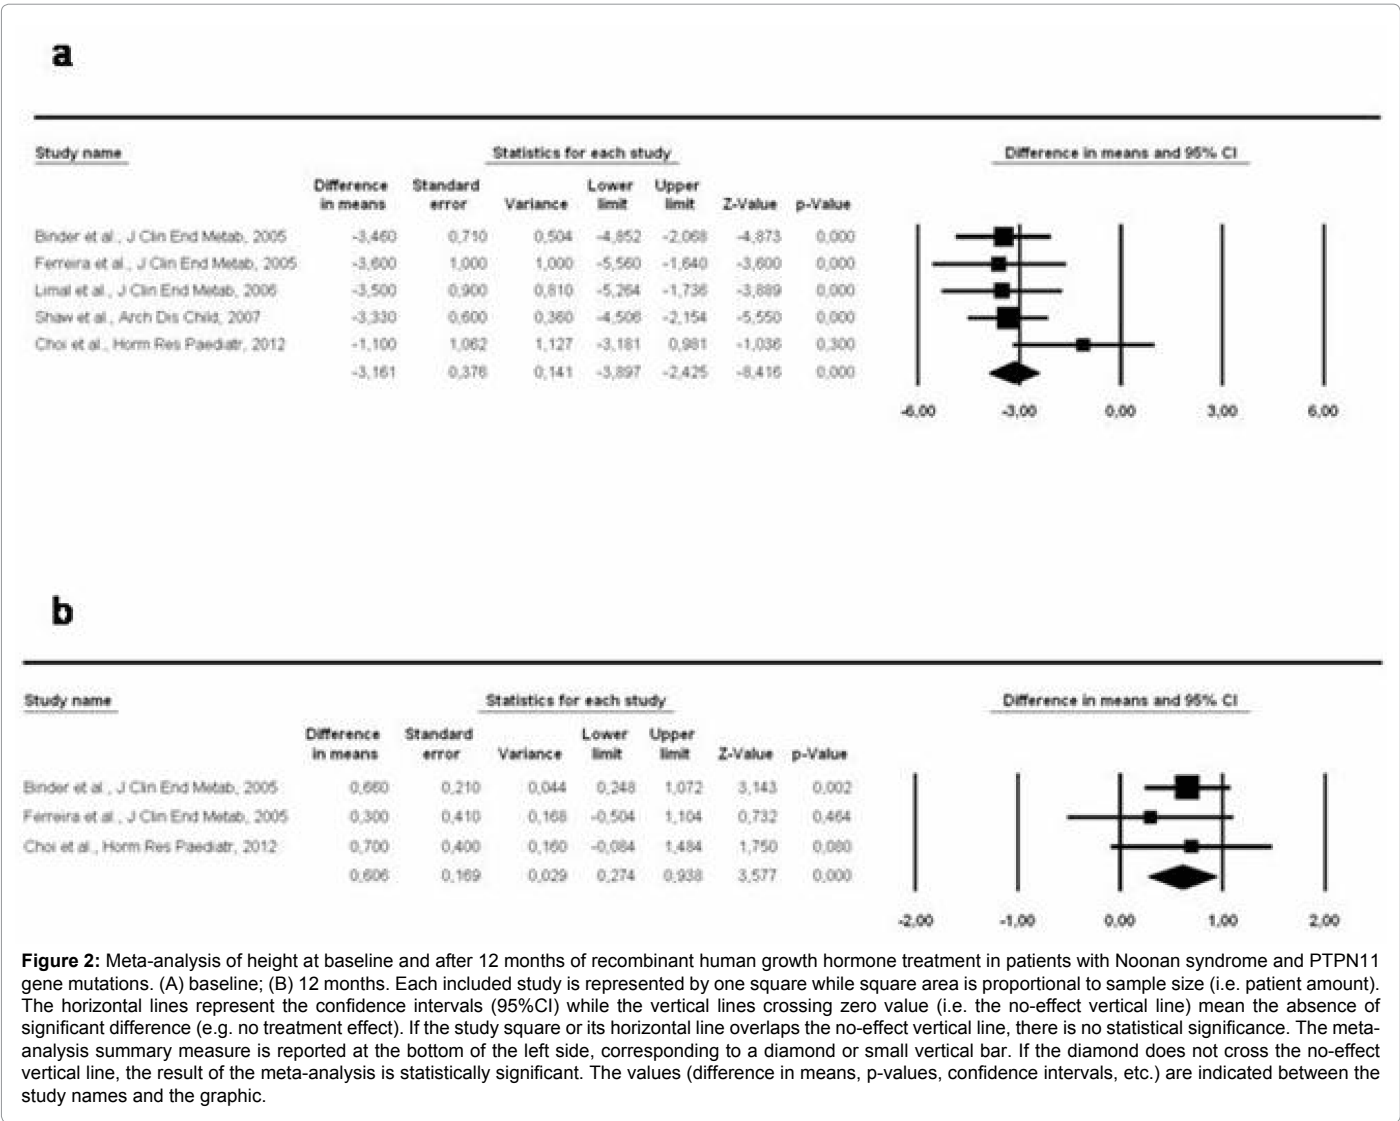 a
Study name Statistics for each study Difference in means and 95% CI
Difference in means Standard error Variance Lower limit Upper limit Z-Value p-Value
Binder et al., J Clin End Metab, 2005 -3,460 0,710 0,504 -4,852 -2,068 -4,873 0,000
Ferreira et al., J Clin End Metab, 2005 -3,600 1,000 1,000 -5,560 -1,640 -3,600 0,000
Limal et al., J Clin End Metab, 2006 -3,500 0,900 0,810 -5,264 -1,736 -3,889 0,000
Shaw et al., Arch Dis Child, 2007 -3,330 0,600 0,360 -4,506 -2,154 -5,550 0,000
Choi et al., Horm Res Paediatr, 2012 -1,100 1,062 1,127 -3,181 0,981 -1,036 0,300
-3,161 0,376 0,141 -3,897 -2,425 -8,416 0,000
-6,00 -3,00 0,00 3,00 6,00
b
Study name Statistics for each study Difference in means and 95% CI
Difference in means Standard error Variance Lower limit Upper limit Z-Value p-Value
Binder et al., J Clin End Metab, 2005 0,660 0,210 0,044 0,248 1,072 3,143 0,002
Ferreira et al., J Clin End Metab, 2005 0,300 0,410 0,168 -0,504 1,104 0,732 0,464
Choi et al., Horm Res Paediatr, 2012 0,700 0,400 0,160 -0,084 1,484 1,750 0,080
0,606 0,169 0,029 0,274 0,938 3,577 0,000
-2,00 -1,00 0,00 1,00 2,00
Figure 2: Meta-analysis of height at baseline and after 12 months of recombinant human growth hormone treatment in patients with Noonan syndrome and PTPN11
gene mutations. (A) baseline; (B) 12 months. Each included study is represented by one square while square area is proportional to sample size (i.e. patient amount).
The horizontal lines represent the confidence intervals (95%CI) while the vertical lines crossing zero value (i.e. the no-effect vertical line) mean the absence of
significant difference (e.g. no treatment effect). If the study square or its horizontal line overlaps the no-effect vertical line, there is no statistical significance. The meta-
analysis summary measure is reported at the bottom of the left side, corresponding to a diamond or small vertical bar. If the diamond does not cross the no-effect
vertical line, the result of the meta-analysis is statistically significant. The values (difference in means, p-values, confidence intervals, etc.) are indicated between the
study names and the graphic.